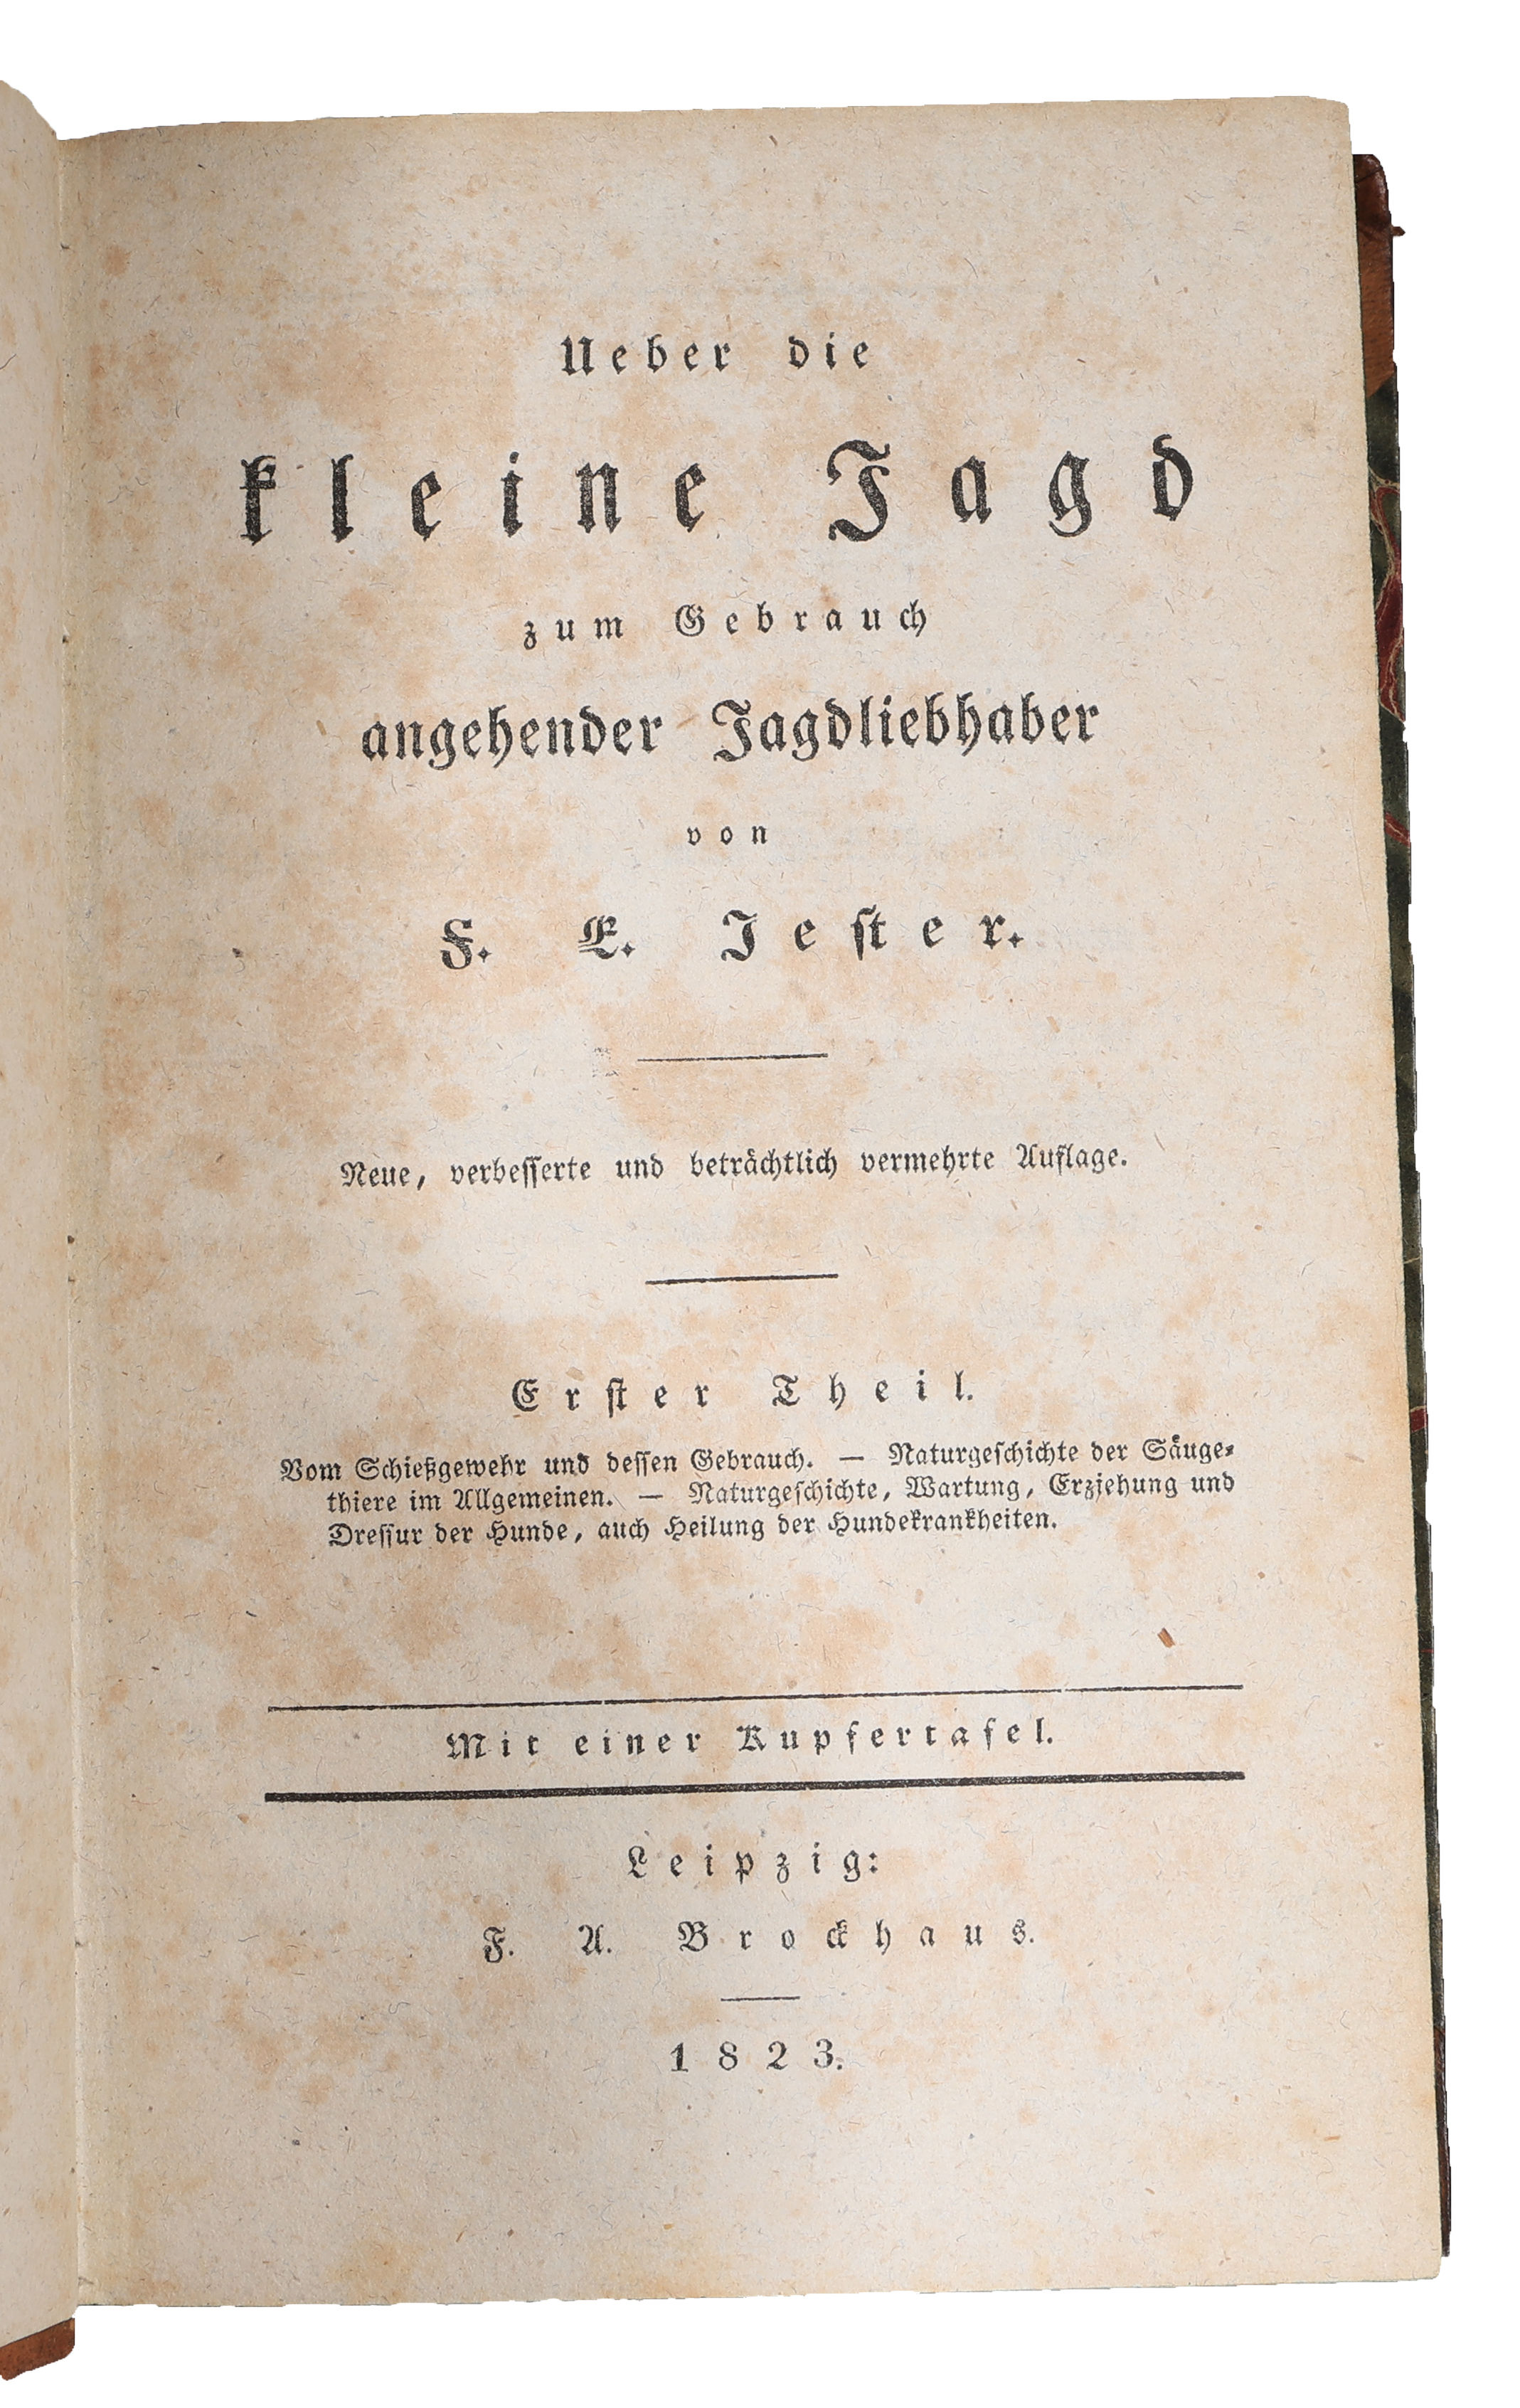 Ueber die
kleine Jagd
zum Gebrauch
angehender Jagdliebhaber
von
F. E. Jester.
Neue, verbesserte und beträchtlich vermehrte Auflage.
Erster Theil.
Vom Schießgewehr und dessen Gebrauch. — Naturgeschichte der Säuge-
thiere im Allgemeinen. — Naturgeschichte, Wartung, Erziehung und
Dressur der Hunde, auch Heilung der Hundekrankheiten.
Mit einer Kupfertafel.
Leipzig:
F. A. Brockhaus.
1823.